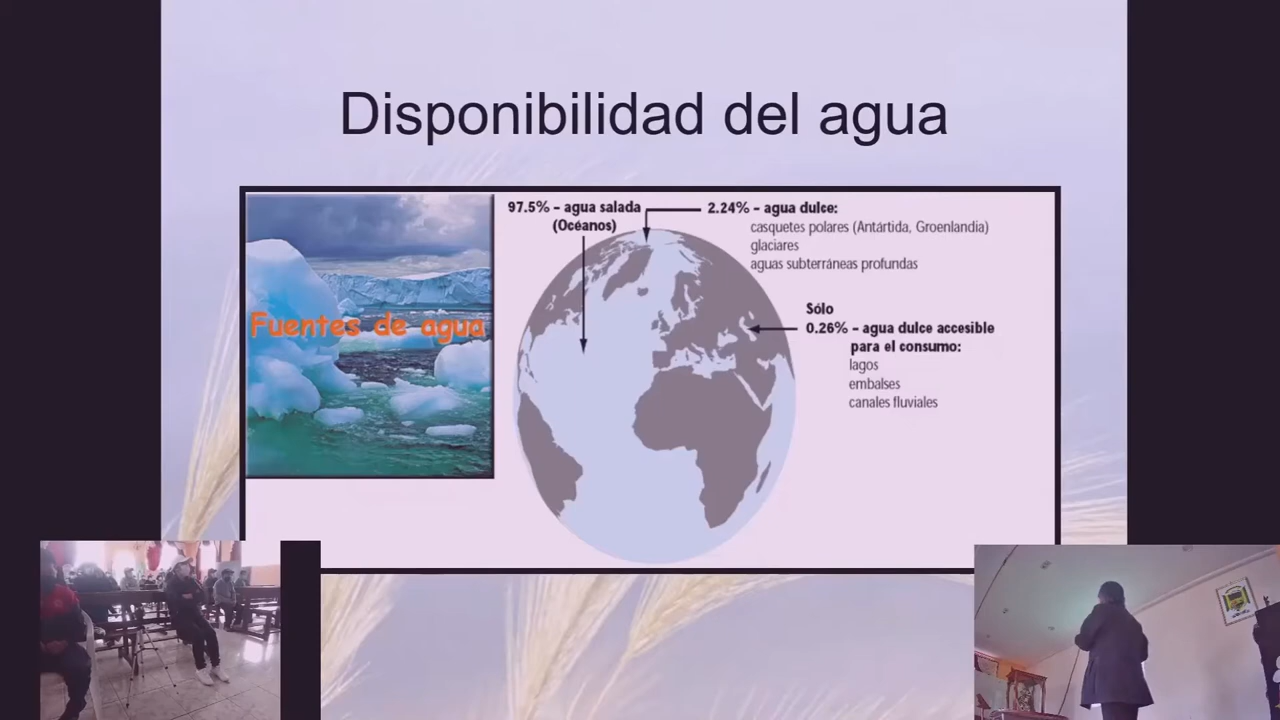 Disponibilidad del agua
Fuentes de agua
97.5% – agua salada
(Océanos)
2.24% – agua dulce:
casquetes polares (Antártida, Groenlandia)
glaciares
aguas subterráneas profundas
Sólo
0.26% – agua dulce accesible
para el consumo:
lagos
embalses
canales fluviales